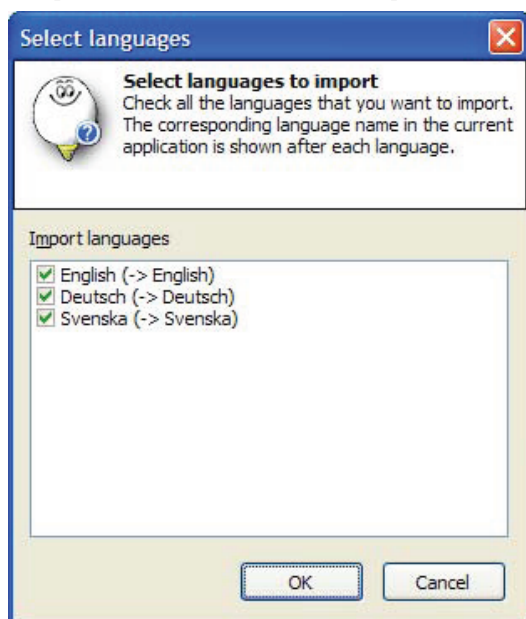 Select languages
Select languages to import
Check all the languages that you want to import.
The corresponding language name in the current
application is shown after each language.
Import languages
English (-> English)
Deutsch (-> Deutsch)
Svenska (-> Svenska)
OK
Cancel